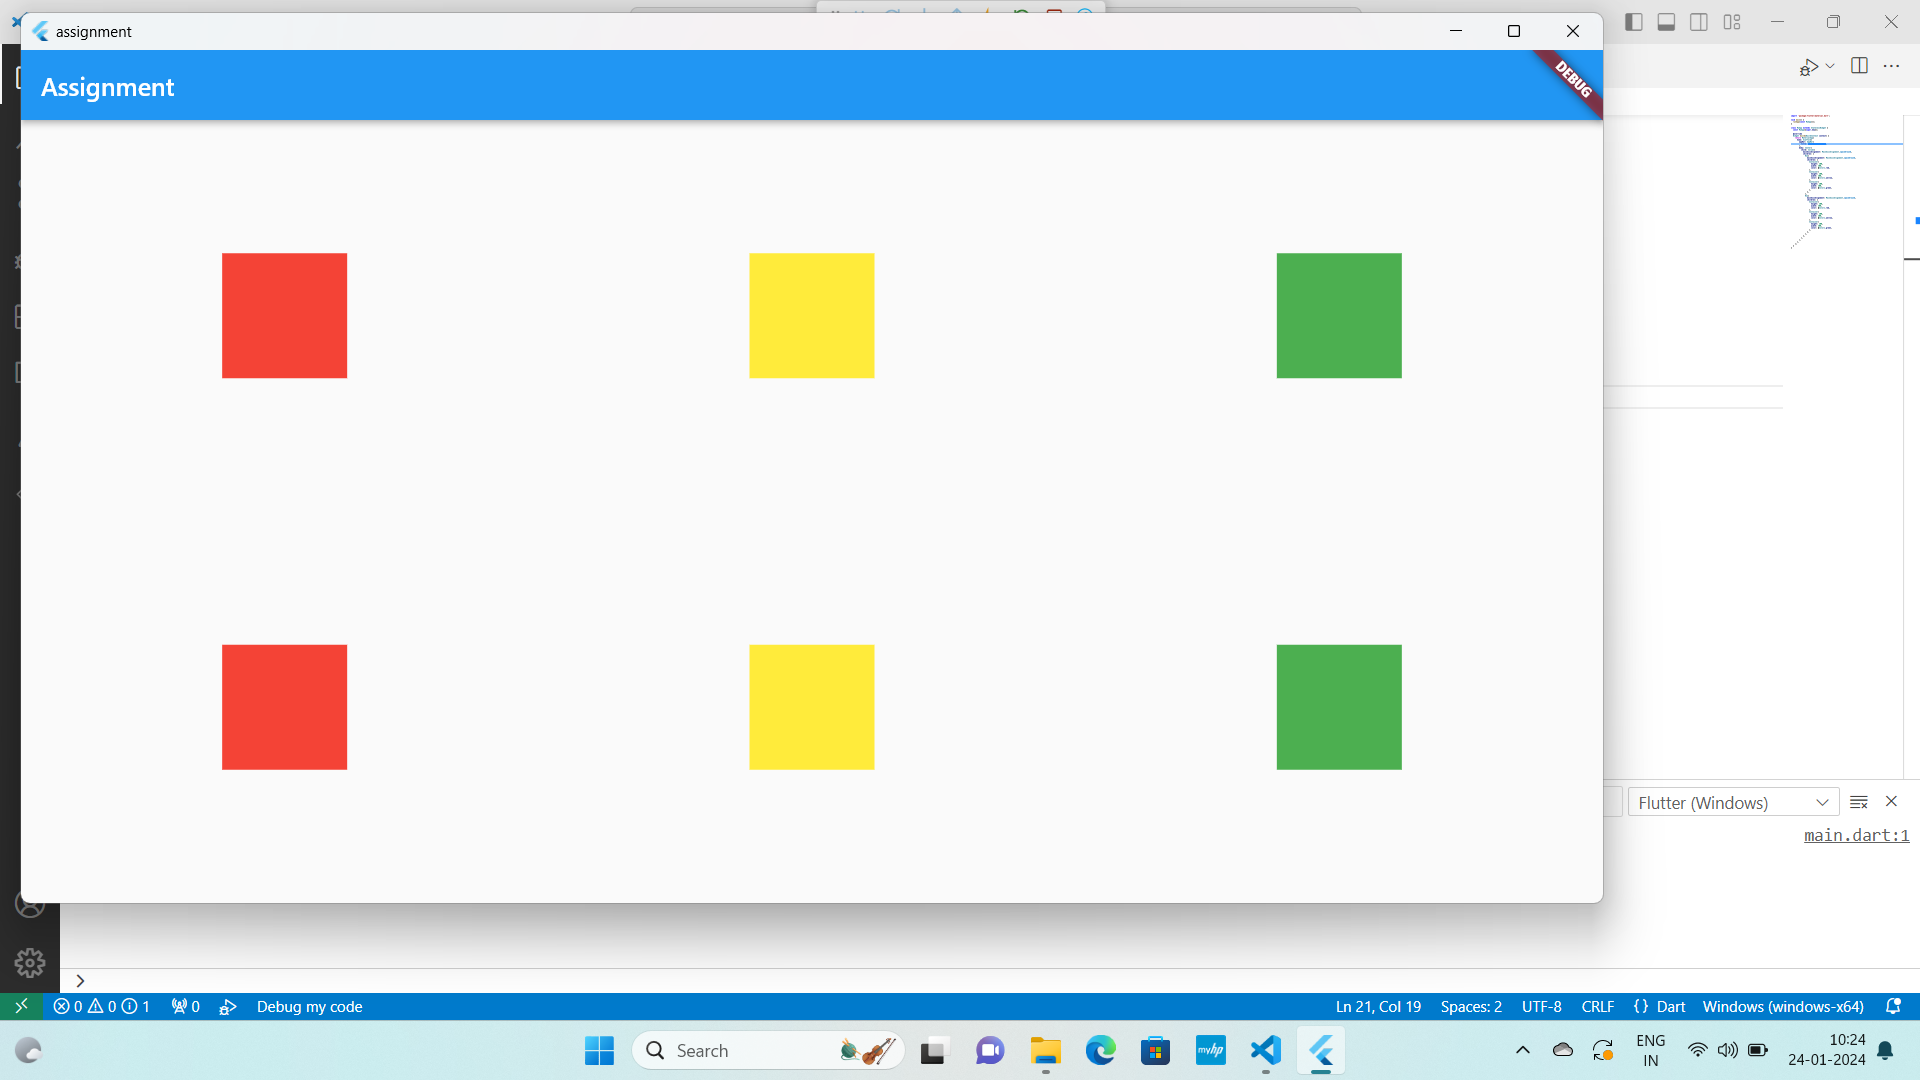 assignment
Assignment
DEBUG
Flutter (Windows)
main.dart:1
0 0 1 0 Debug my code
Ln 21, Col 19 Spaces: 2 UTF-8 CRLF {} Dart Windows (windows-x64)
Search
myhp
ENG
IN
10:24
24-01-2024